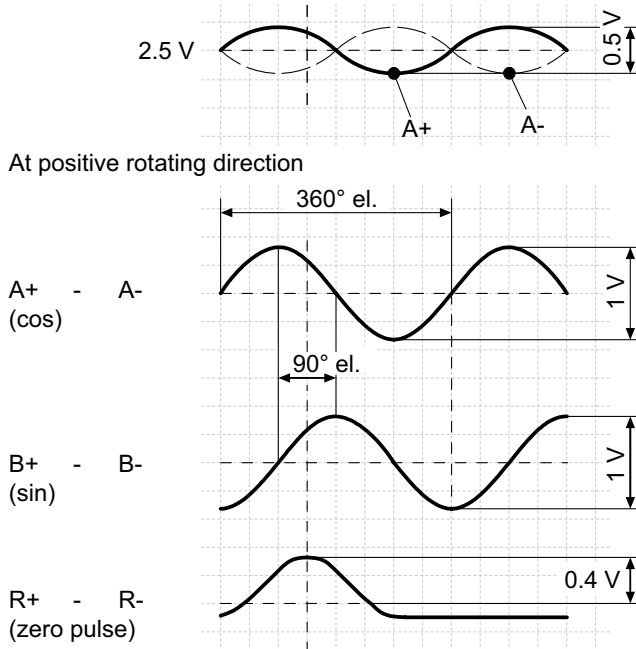 2.5 V
0.5 V
A+
A-
At positive rotating direction
360° el.
A+ - A-
(cos)
1 V
90° el.
B+ - B-
(sin)
1 V
R+ - R-
(zero pulse)
0.4 V